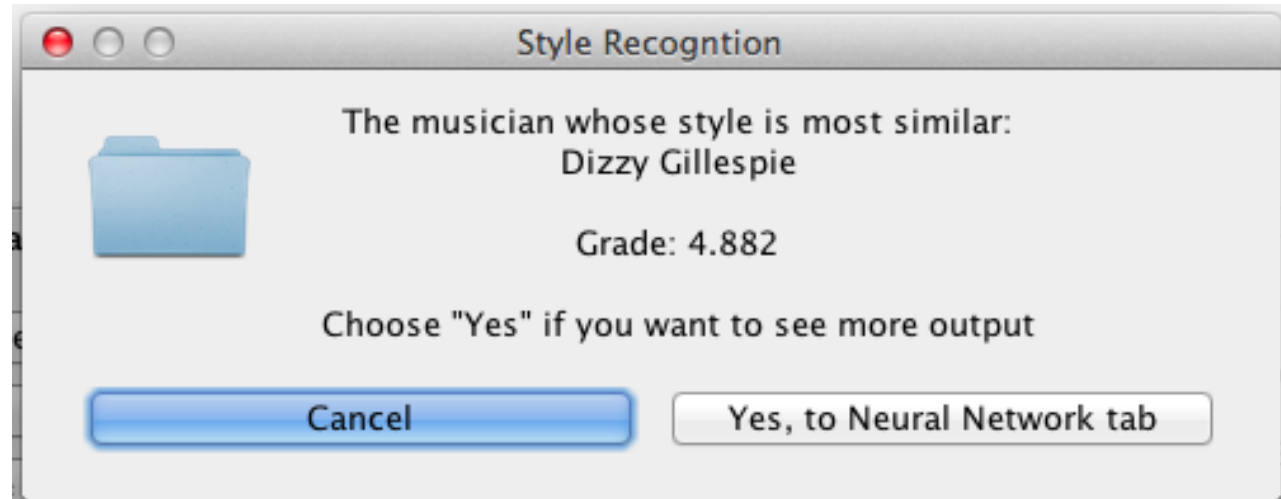 Style Recogntion
The musician whose style is most similar:
Dizzy Gillespie
Grade: 4.882
Choose "Yes" if you want to see more output
Cancel
Yes, to Neural Network tab